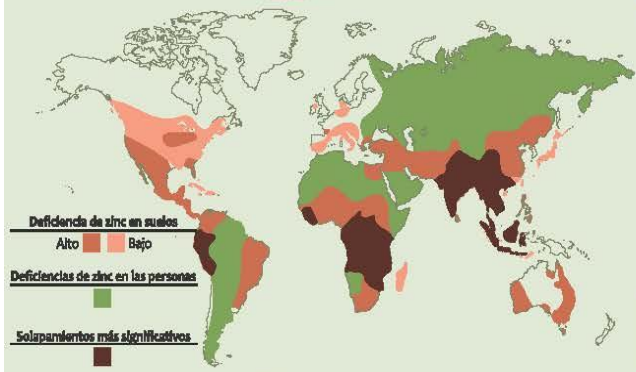 Deficiencia de zinc en suelos
Alto Bajo
Deficiencias de zinc en las personas
Solapamientos más significativos